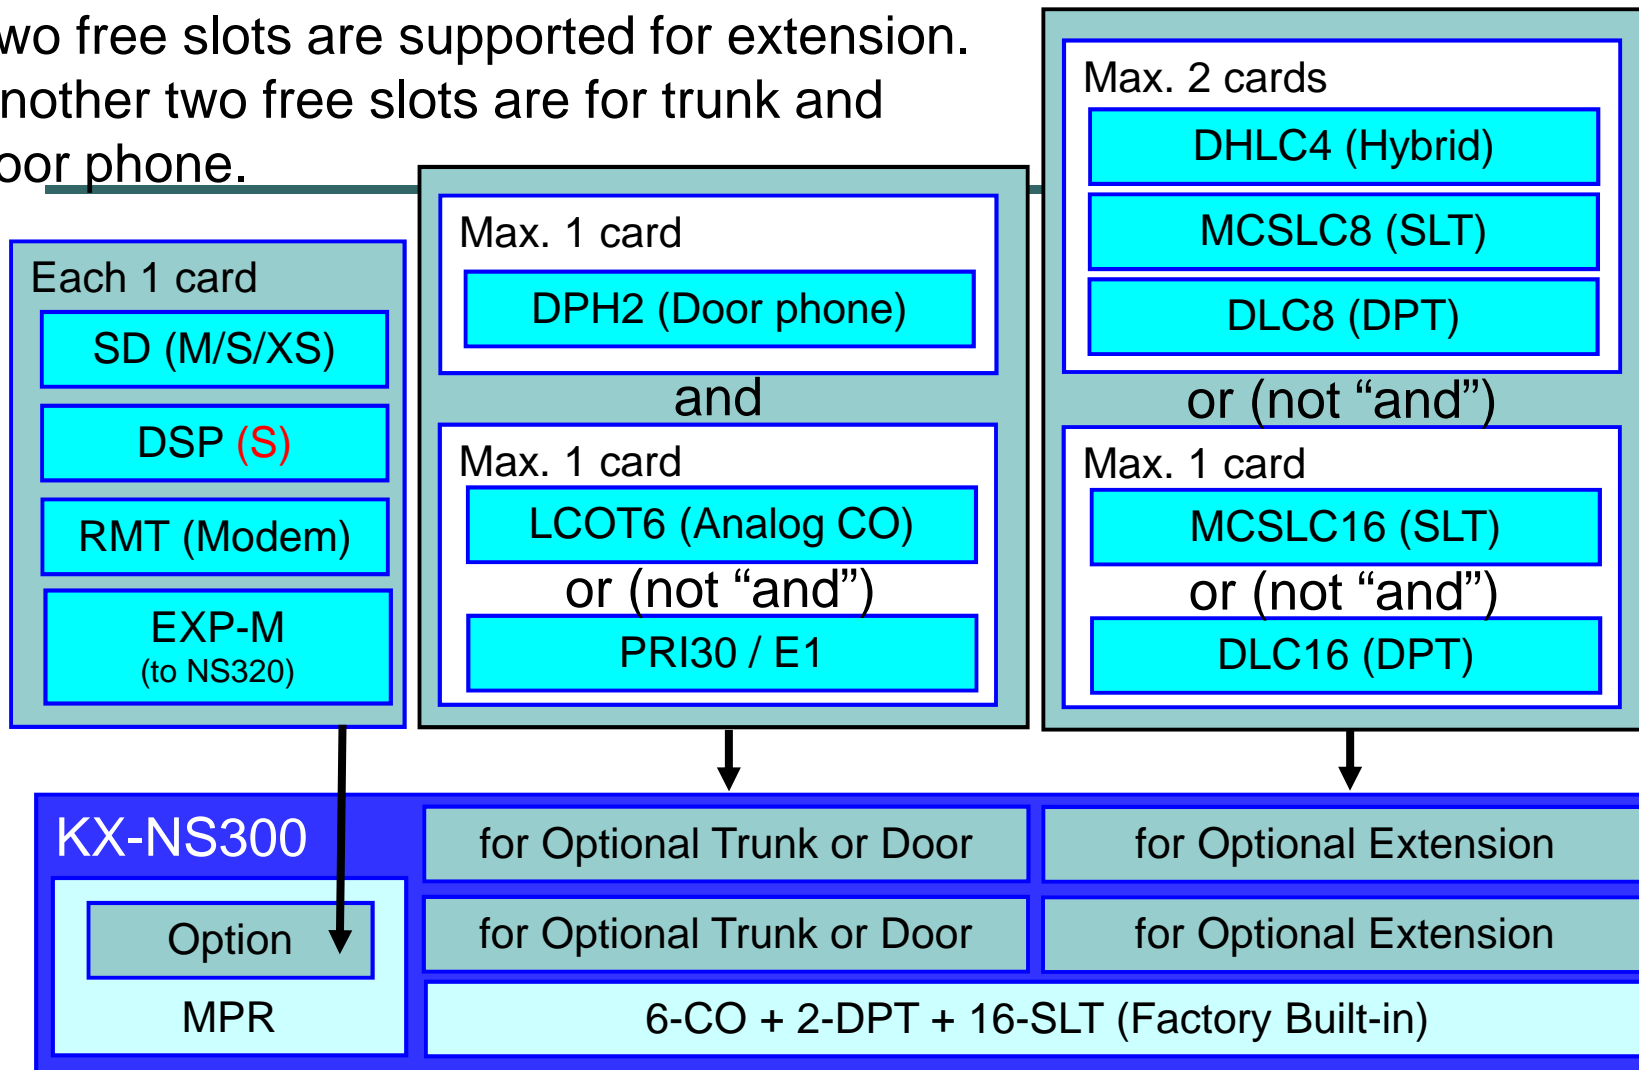 wo free slots are supported for extension.
nother two free slots are for trunk and
oor phone.
Each 1 card
SD (M/S/XS)
DSP (S)
RMT (Modem)
EXP-M
(to NS320)
Max. 1 card
DPH2 (Door phone)
and
Max. 1 card
LCOT6 (Analog CO)
or (not “and”)
PRI30 / E1
Max. 2 cards
DHLC4 (Hybrid)
MCSLC8 (SLT)
DLC8 (DPT)
or (not “and”)
Max. 1 card
MCSLC16 (SLT)
or (not “and”)
DLC16 (DPT)
KX-NS300
Option
MPR
for Optional Trunk or Door
for Optional Extension
for Optional Trunk or Door
for Optional Extension
6-CO + 2-DPT + 16-SLT (Factory Built-in)